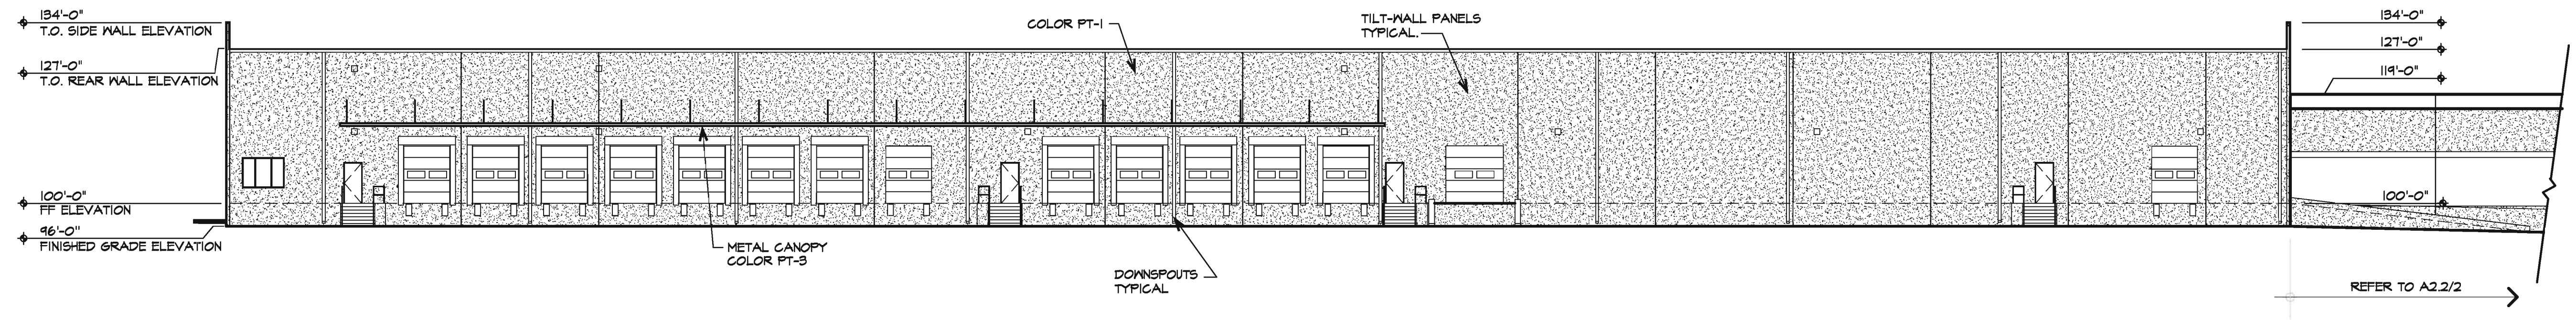 134'-0"
T.O. SIDE WALL ELEVATION
127'-0"
T.O. REAR WALL ELEVATION
100'-0"
FF ELEVATION
96'-0"
FINISHED GRADE ELEVATION
COLOR PT-1
TILT-WALL PANELS
TYPICAL.
METAL CANOPY
COLOR PT-3
DOWNSPOUTS
TYPICAL
134'-0"
127'-0"
119'-0"
100'-0"
REFER TO A2.2/2